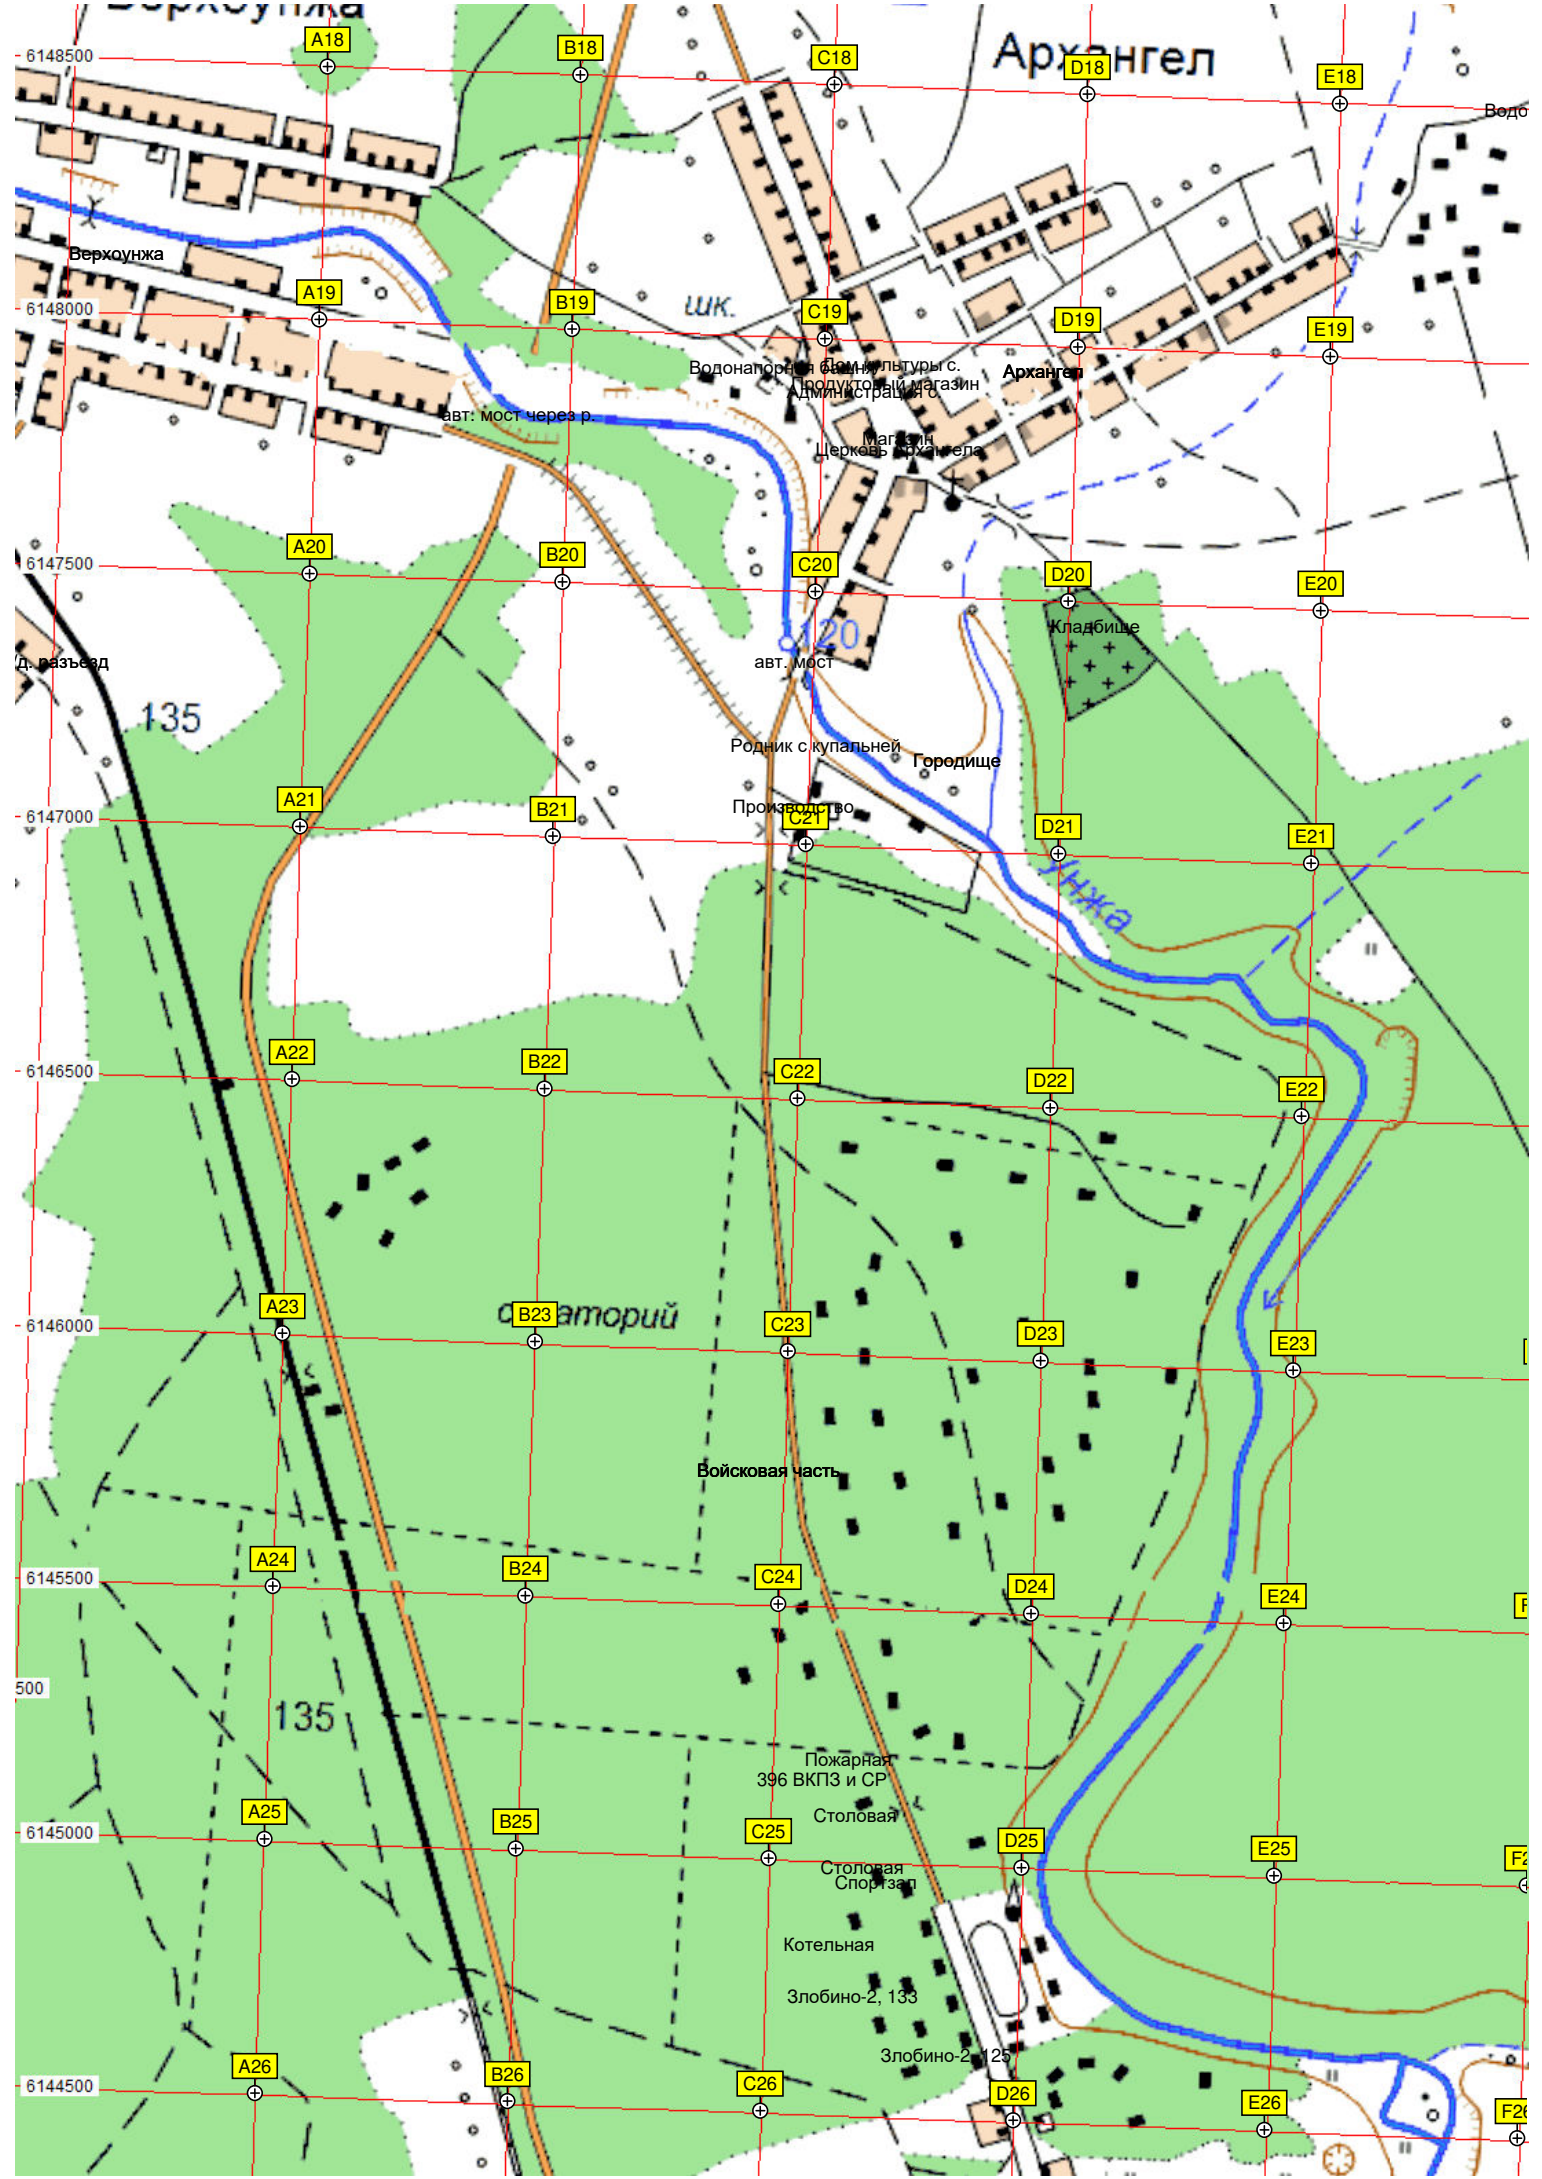 Верхоунжа
Архангел
A18
B18
C18
D18
E18
6148500
Водо
Верхоунжа
A19
B19
C19
D19
E19
6148000
шк.
Водонапорная башня
Дом культуры с.
Продуктовый магазин
Администрация с.
Архангел
авт. мост через р.
Магазин
Церковь Архангела
A20
B20
C20
D20
E20
6147500
Кладбище
120
авт. мост
д. разъезд
135
Родник с купальней
Городище
Производство
A21
B21
C21
D21
E21
6147000
унжа
A22
B22
C22
D22
E22
6146500
санаторий
A23
B23
C23
D23
E23
6146000
Войсковая часть
A24
B24
C24
D24
E24
F
6145500
500
135
Пожарная
396 ВКПЗ и СР
Столовая
A25
B25
C25
D25
E25
F2
6145000
Столовая
Спортзал
Котельная
Злобино-2, 133
Злобино-2, 125
A26
B26
C26
D26
E26
F26
6144500